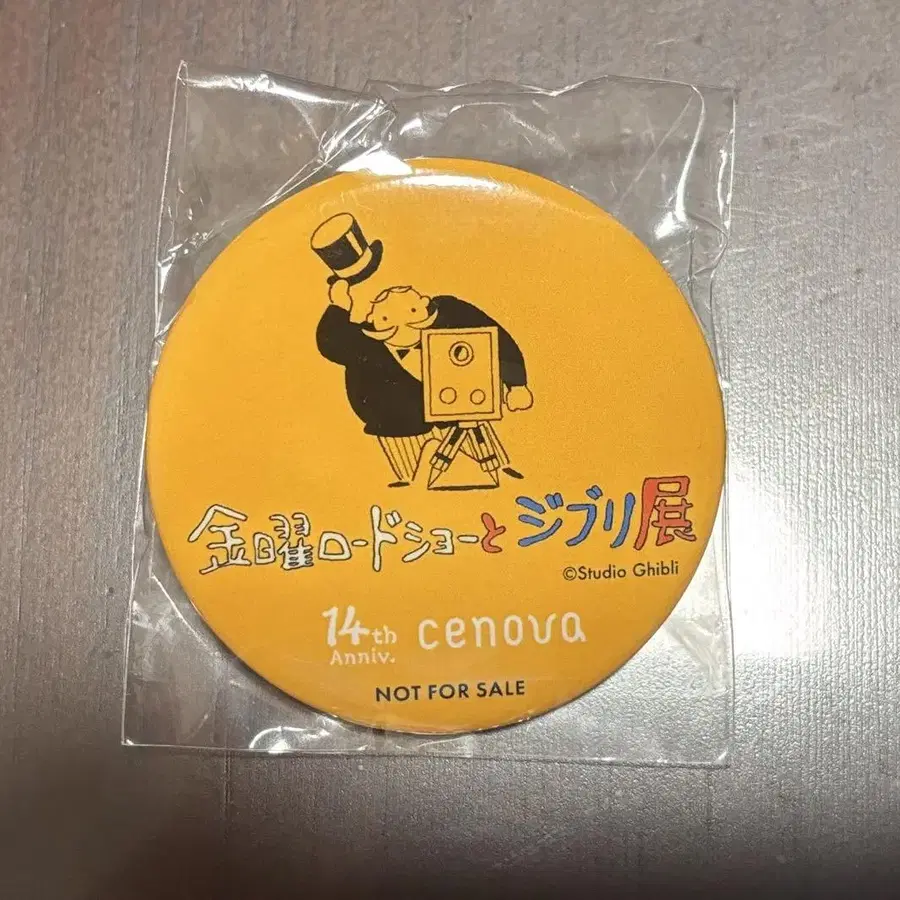 金曜ロードショーとジブリ展
©Studio Ghibli
14th cenova
Anniv.
NOT FOR SALE